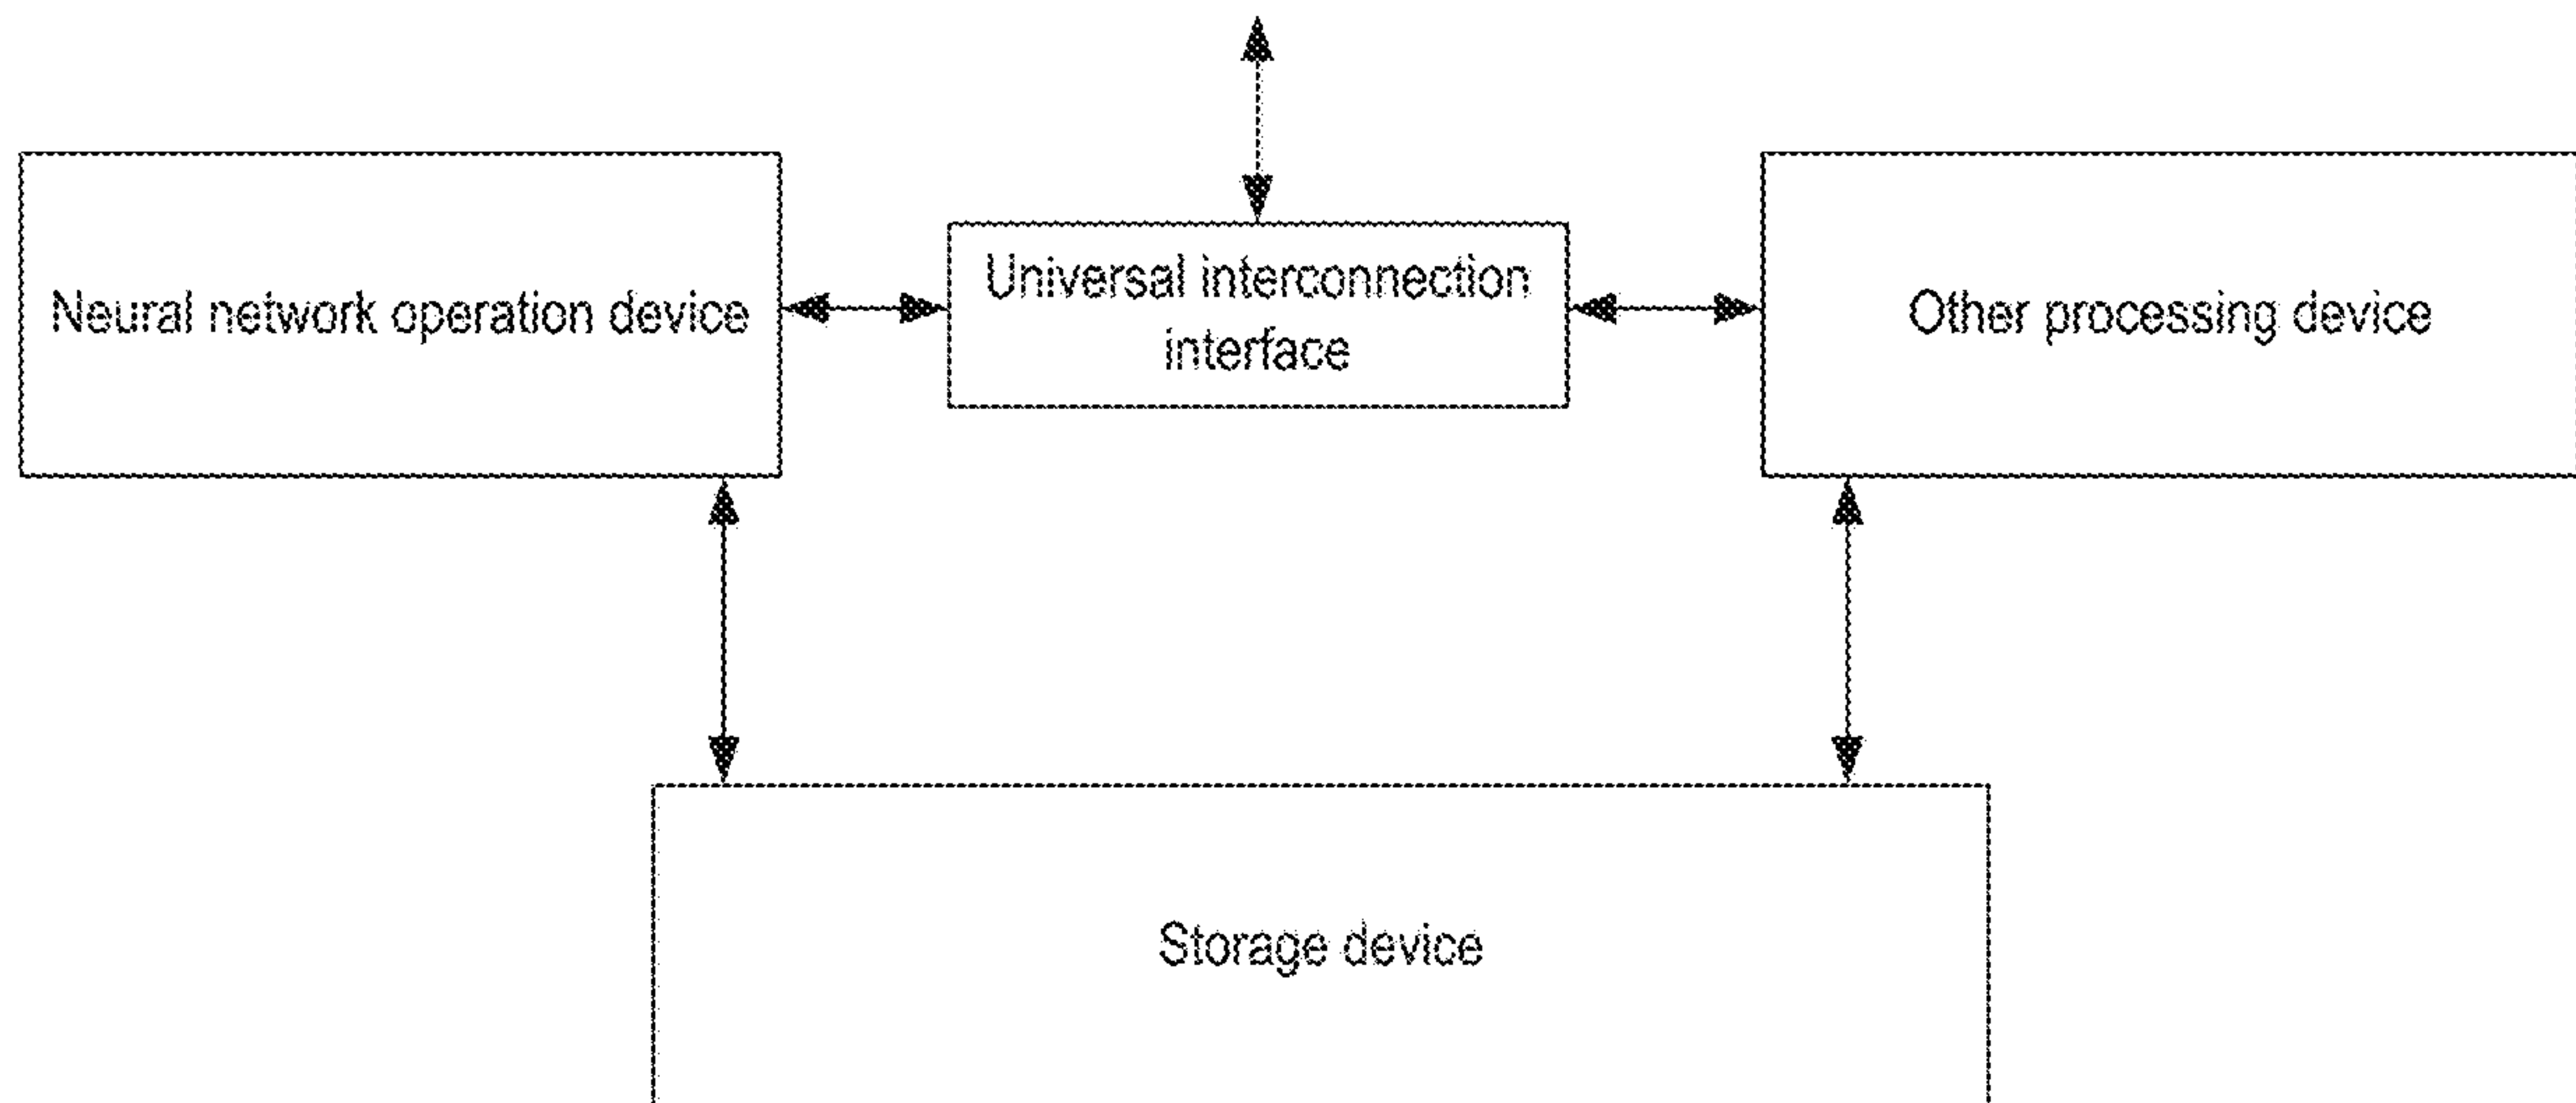 Neural network operation device
Universal interconnection
interface
Other processing device
Storage device